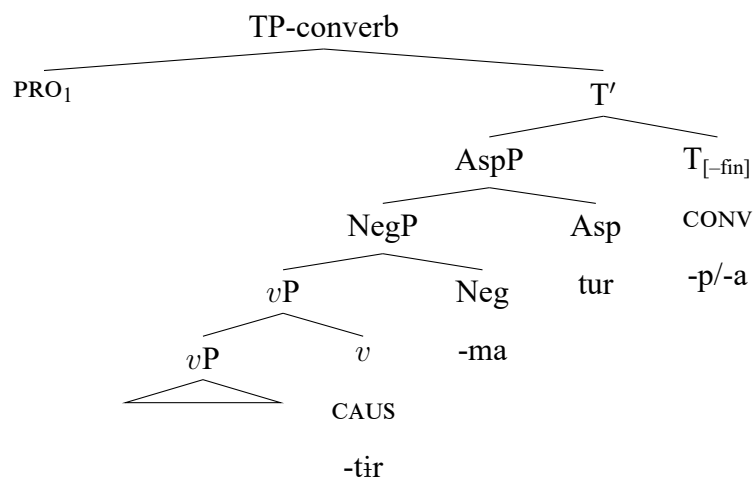 TP-converb
PRO₁ T′
AspP T[–fin]
NegP Asp CONV
vP Neg tur -p/-a
vP v -ma
CAUS
-tɨr